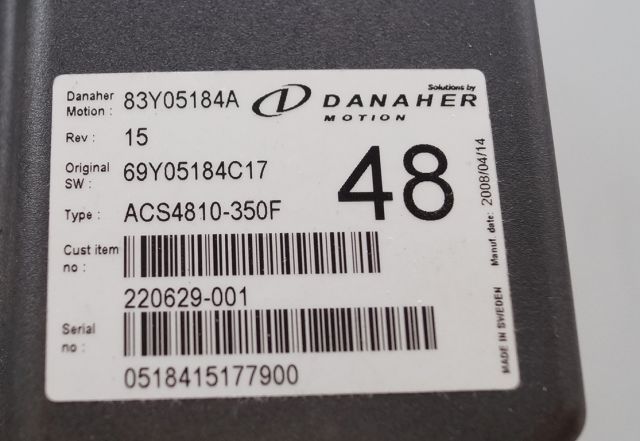 Solutions by
Danaher Motion : 83Y05184A DANAHER
MOTION
Rev : 15
Original SW : 69Y05184C17
48
Type : ACS4810-350F
Cust item no :
220629-001
Serial no :
0518415177900
MADE IN SWEDEN Manuf. date: 2008/04/14